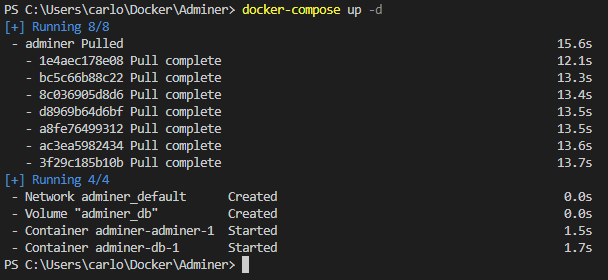 PS C:\Users\carlo\Docker\Adminer> docker-compose up -d
[+] Running 8/8
- adminer Pulled 15.6s
- 1e4aec178e08 Pull complete 12.1s
- bc5c66b88c22 Pull complete 13.3s
- 8c036905d8d6 Pull complete 13.4s
- d8969b64d6bf Pull complete 13.5s
- a8fe76499312 Pull complete 13.5s
- ac3ea5982434 Pull complete 13.6s
- 3f29c185b10b Pull complete 13.7s
[+] Running 4/4
- Network adminer_default Created 0.0s
- Volume "adminer_db" Created 0.0s
- Container adminer-adminer-1 Started 1.5s
- Container adminer-db-1 Started 1.7s
PS C:\Users\carlo\Docker\Adminer>